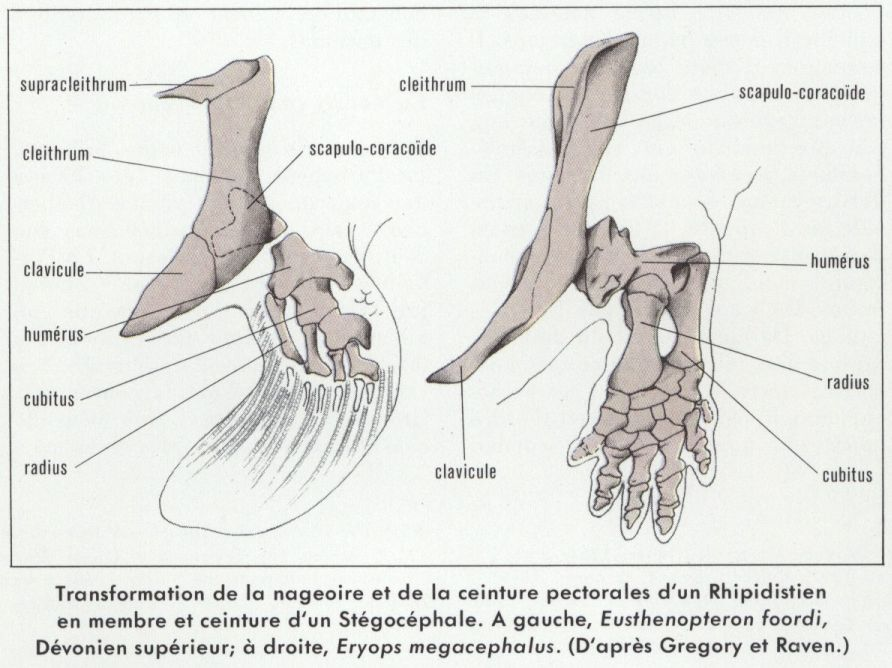 supracleithrum
cleithrum
scapulo-coracoïde
clavicule
humérus
cubitus
radius
cleithrum
scapulo-coracoïde
humérus
radius
cubitus
clavicule
Transformation de la nageoire et de la ceinture pectorales d'un Rhipidistien
en membre et ceinture d'un Stégocéphale. A gauche, Eusthenopteron foordi,
Dévonien supérieur; à droite, Eryops megacephalus. (D'après Gregory et Raven.)